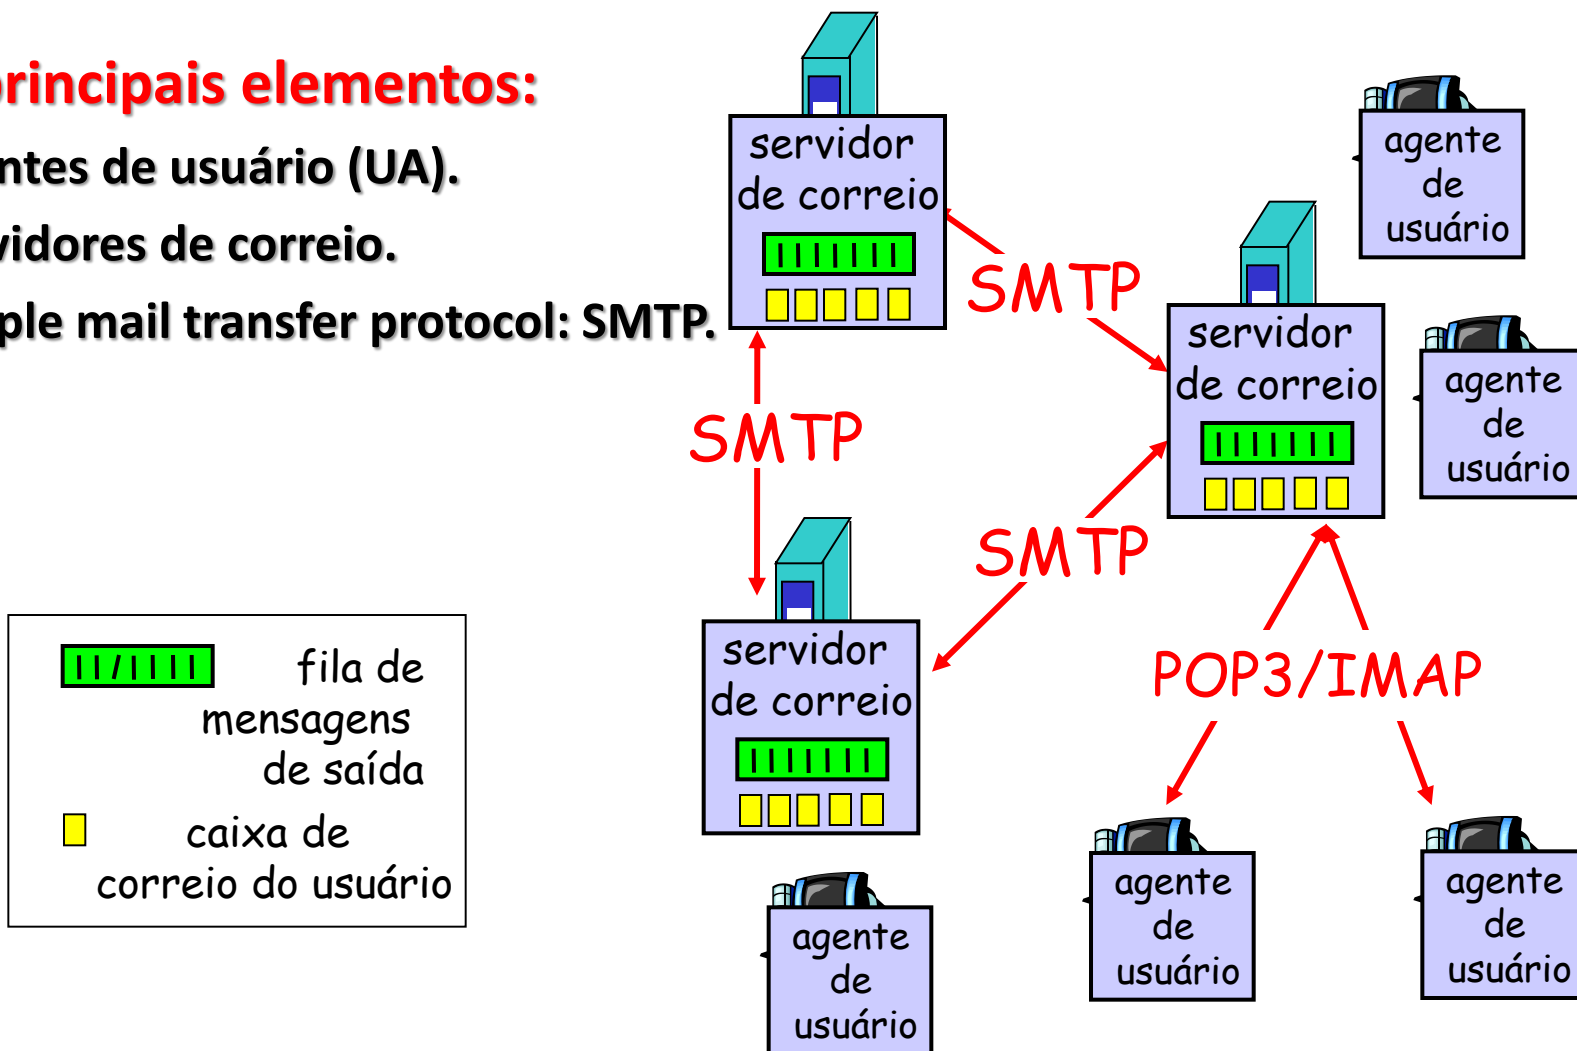 principais elementos:
ntes de usuário (UA).
vidores de correio.
ple mail transfer protocol: SMTP.
servidor
de correio
SMTP
agente
de
usuário
servidor
de correio
agente
de
usuário
SMTP
SMTP
servidor
de correio
POP3/IMAP
fila de
mensagens
de saída
caixa de
correio do usuário
agente
de
usuário
agente
de
usuário
agente
de
usuário